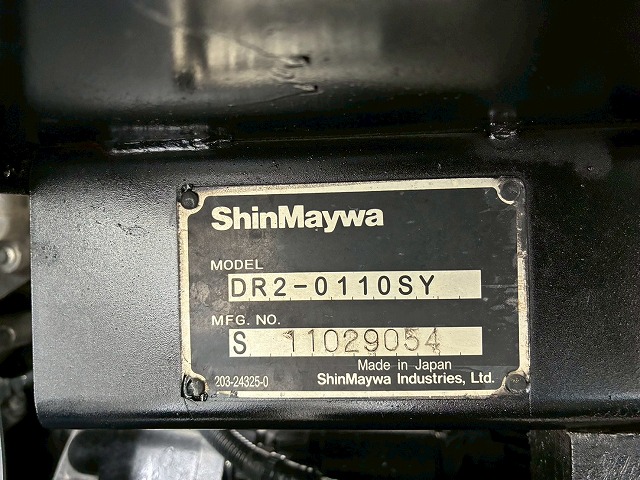 ShinMaywa
MODEL
DR2-0110SY
MFG. NO.
S 11029054
Made in Japan
203-24325-0 ShinMaywa Industries, Ltd.